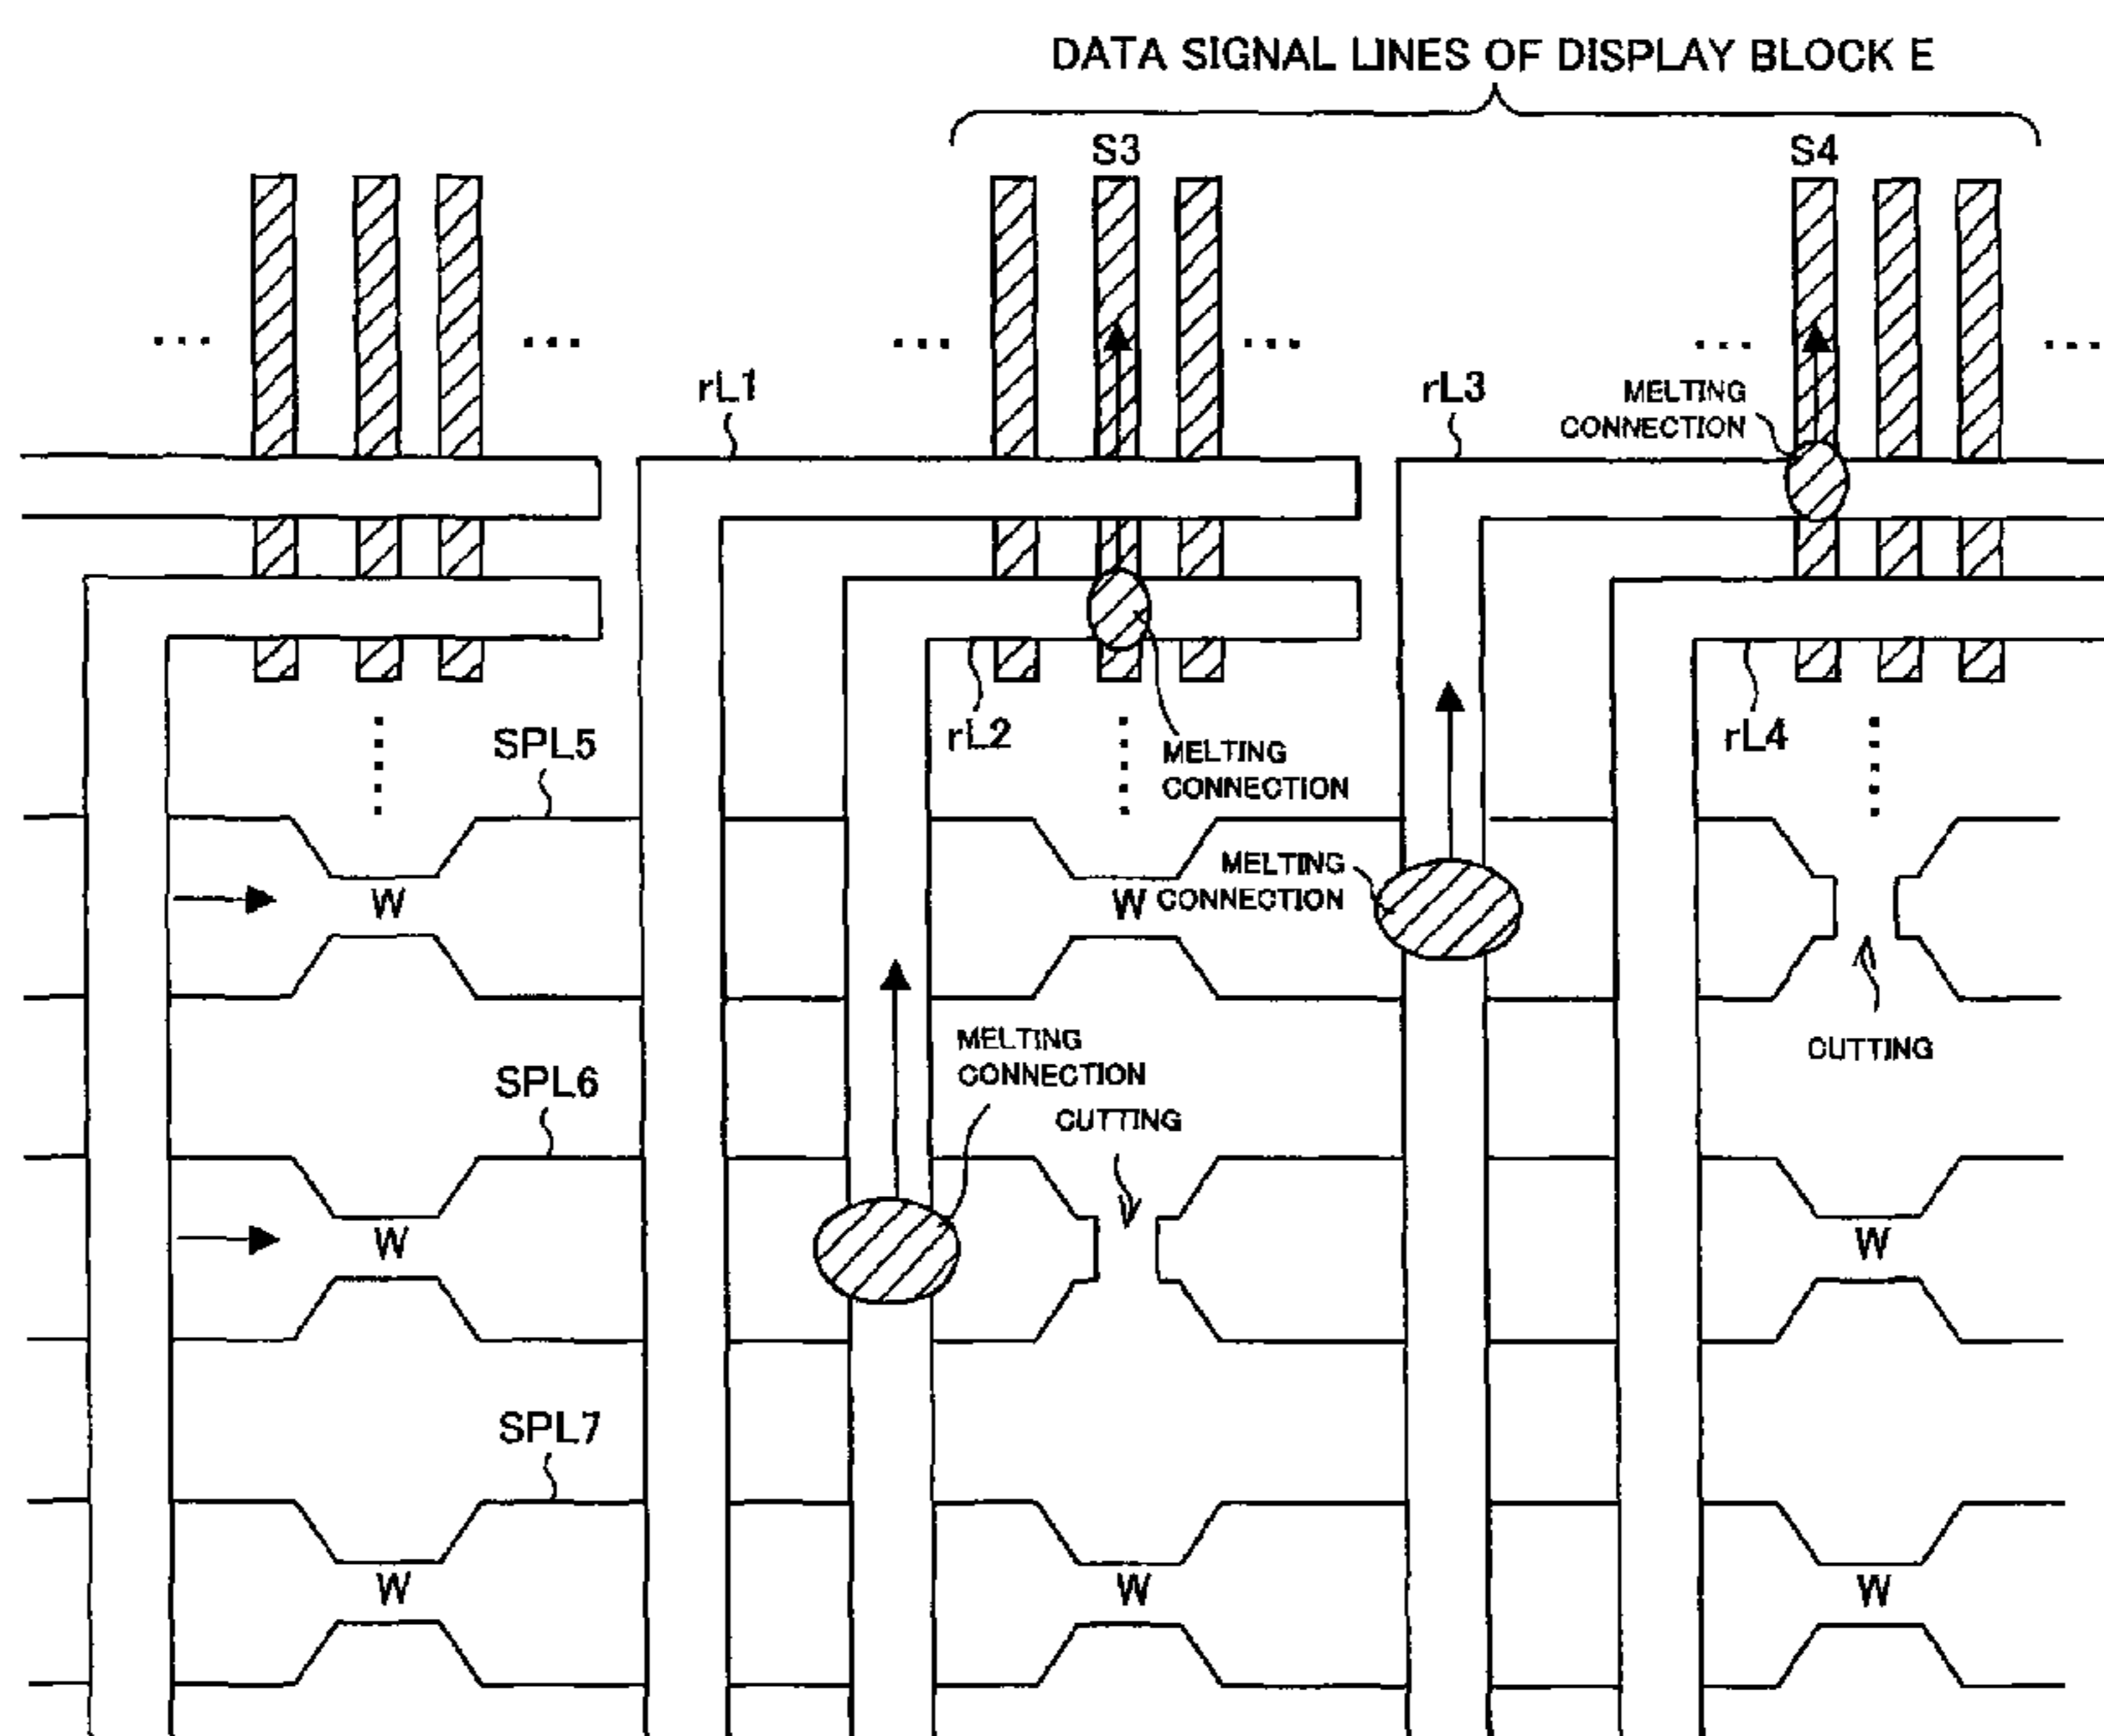 DATA SIGNAL LINES OF DISPLAY BLOCK E
S3
S4
... ... ... ... ... ...
rL1
rL3
MELTING
CONNECTION
rL2
MELTING
CONNECTION
rL4
SPL5
W
W
MELTING
CONNECTION
CUTTING
MELTING
CONNECTION
CUTTING
SPL6
W
W
SPL7
W
W
W